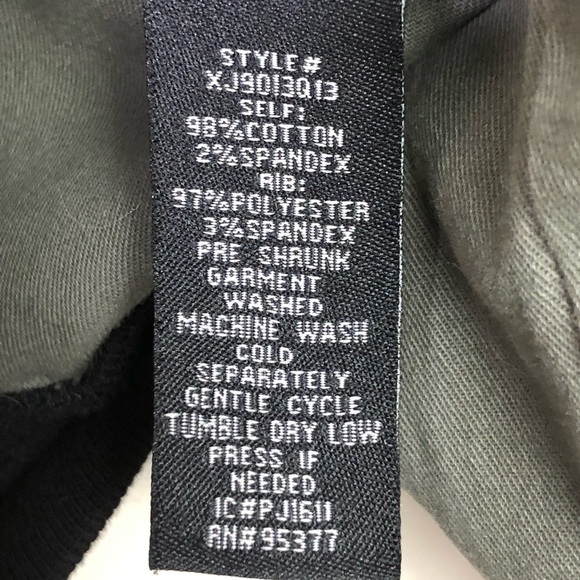 STYLE#
XJ9013Q13
SELF:
98%COTTON
2%SPANDEX
RIB:
97%POLYESTER
3%SPANDEX
PRE SHRUNK
GARMENT
WASHED
MACHINE WASH
COLD
SEPARATELY
GENTLE CYCLE
TUMBLE DRY LOW
PRESS IF
NEEDED
IC#PJ1611
RN#95377